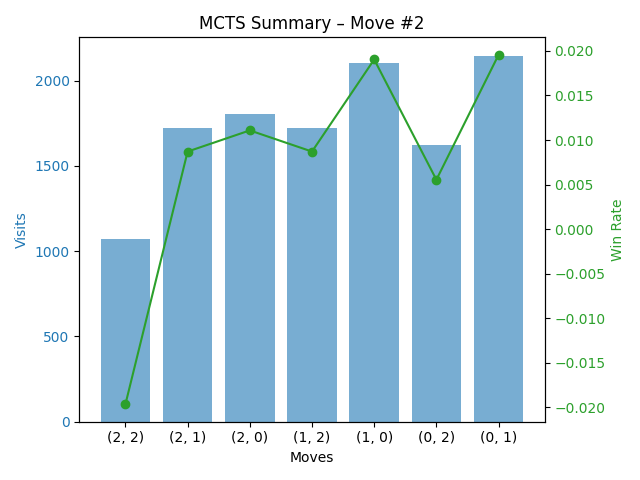 MCTS Summary – Move #2
Visits
2000
1500
1000
500
0
0.020
0.015
0.010
0.005
0.000
−0.005
−0.010
−0.015
−0.020
Win Rate
(2, 2) (2, 1) (2, 0) (1, 2) (1, 0) (0, 2) (0, 1)
Moves